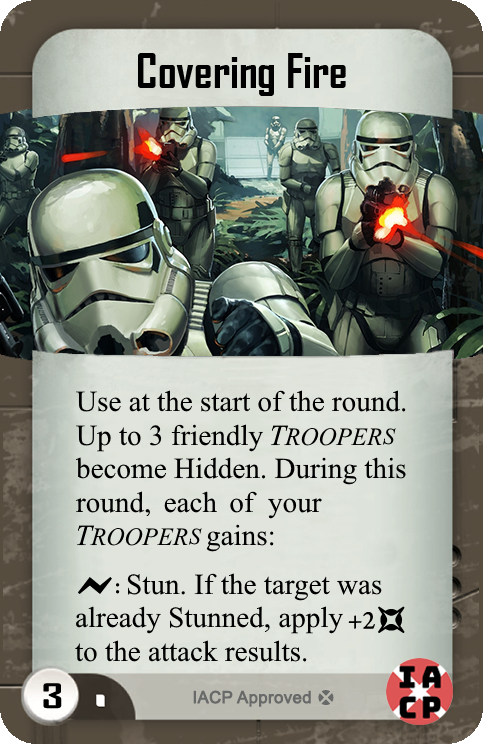 Covering Fire
Use at the start of the round.
Up to 3 friendly TROOPERS
become Hidden. During this
round, each of your
TROOPERS gains:
: Stun. If the target was
already Stunned, apply +2
to the attack results.
3
IACP Approved
IA
CP